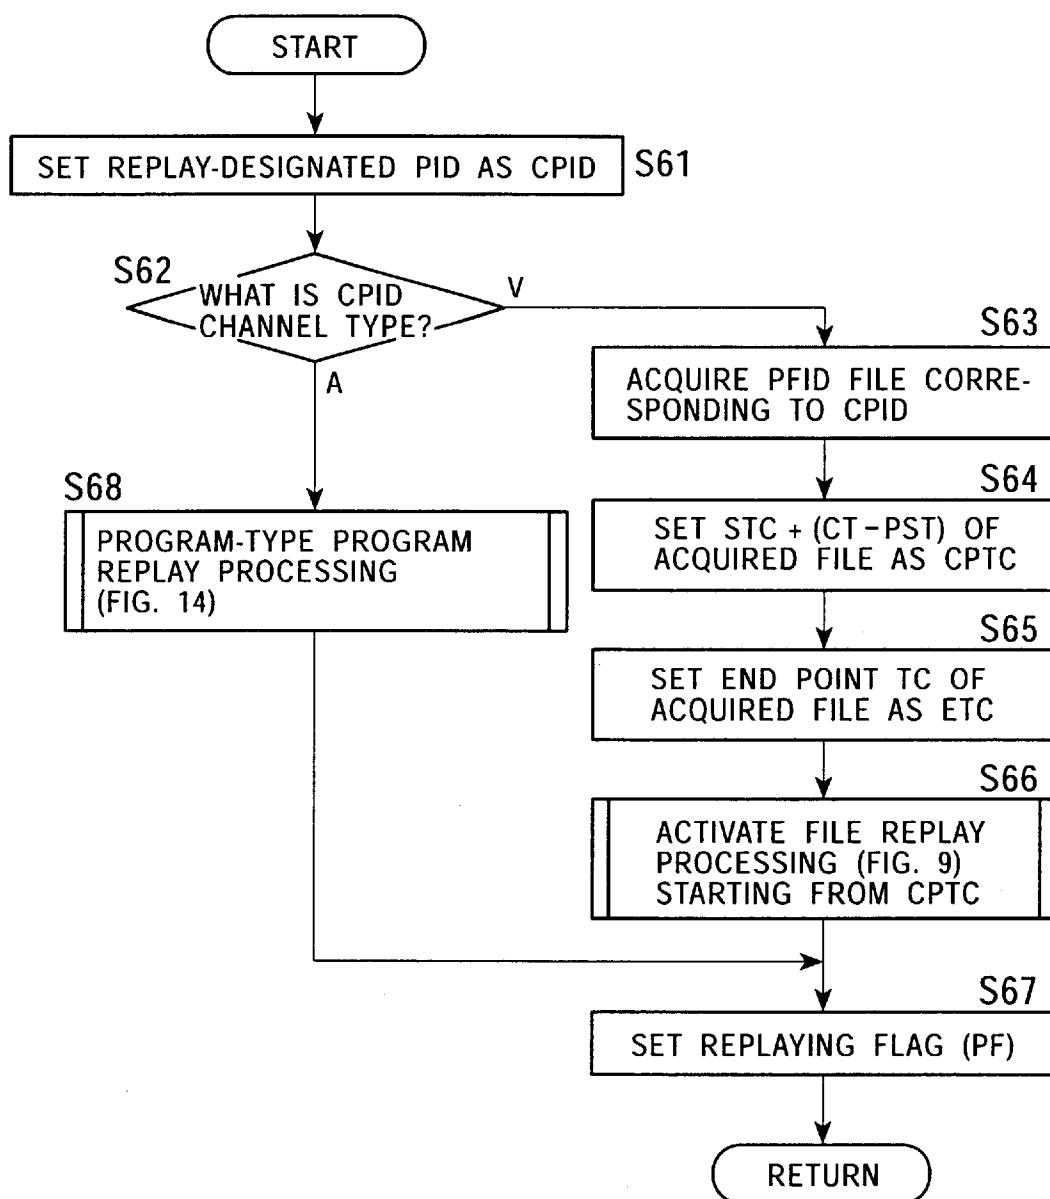 START
SET REPLAY-DESIGNATED PID AS CPID
S61
S62
WHAT IS CPID
CHANNEL TYPE?
V
A
S63
ACQUIRE PFID FILE CORRE-
SPONDING TO CPID
S64
SET STC + (CT-PST) OF
ACQUIRED FILE AS CPTC
S65
SET END POINT TC OF
ACQUIRED FILE AS ETC
S66
ACTIVATE FILE REPLAY
PROCESSING (FIG. 9)
STARTING FROM CPTC
S68
PROGRAM-TYPE PROGRAM
REPLAY PROCESSING
(FIG. 14)
S67
SET REPLAYING FLAG (PF)
RETURN